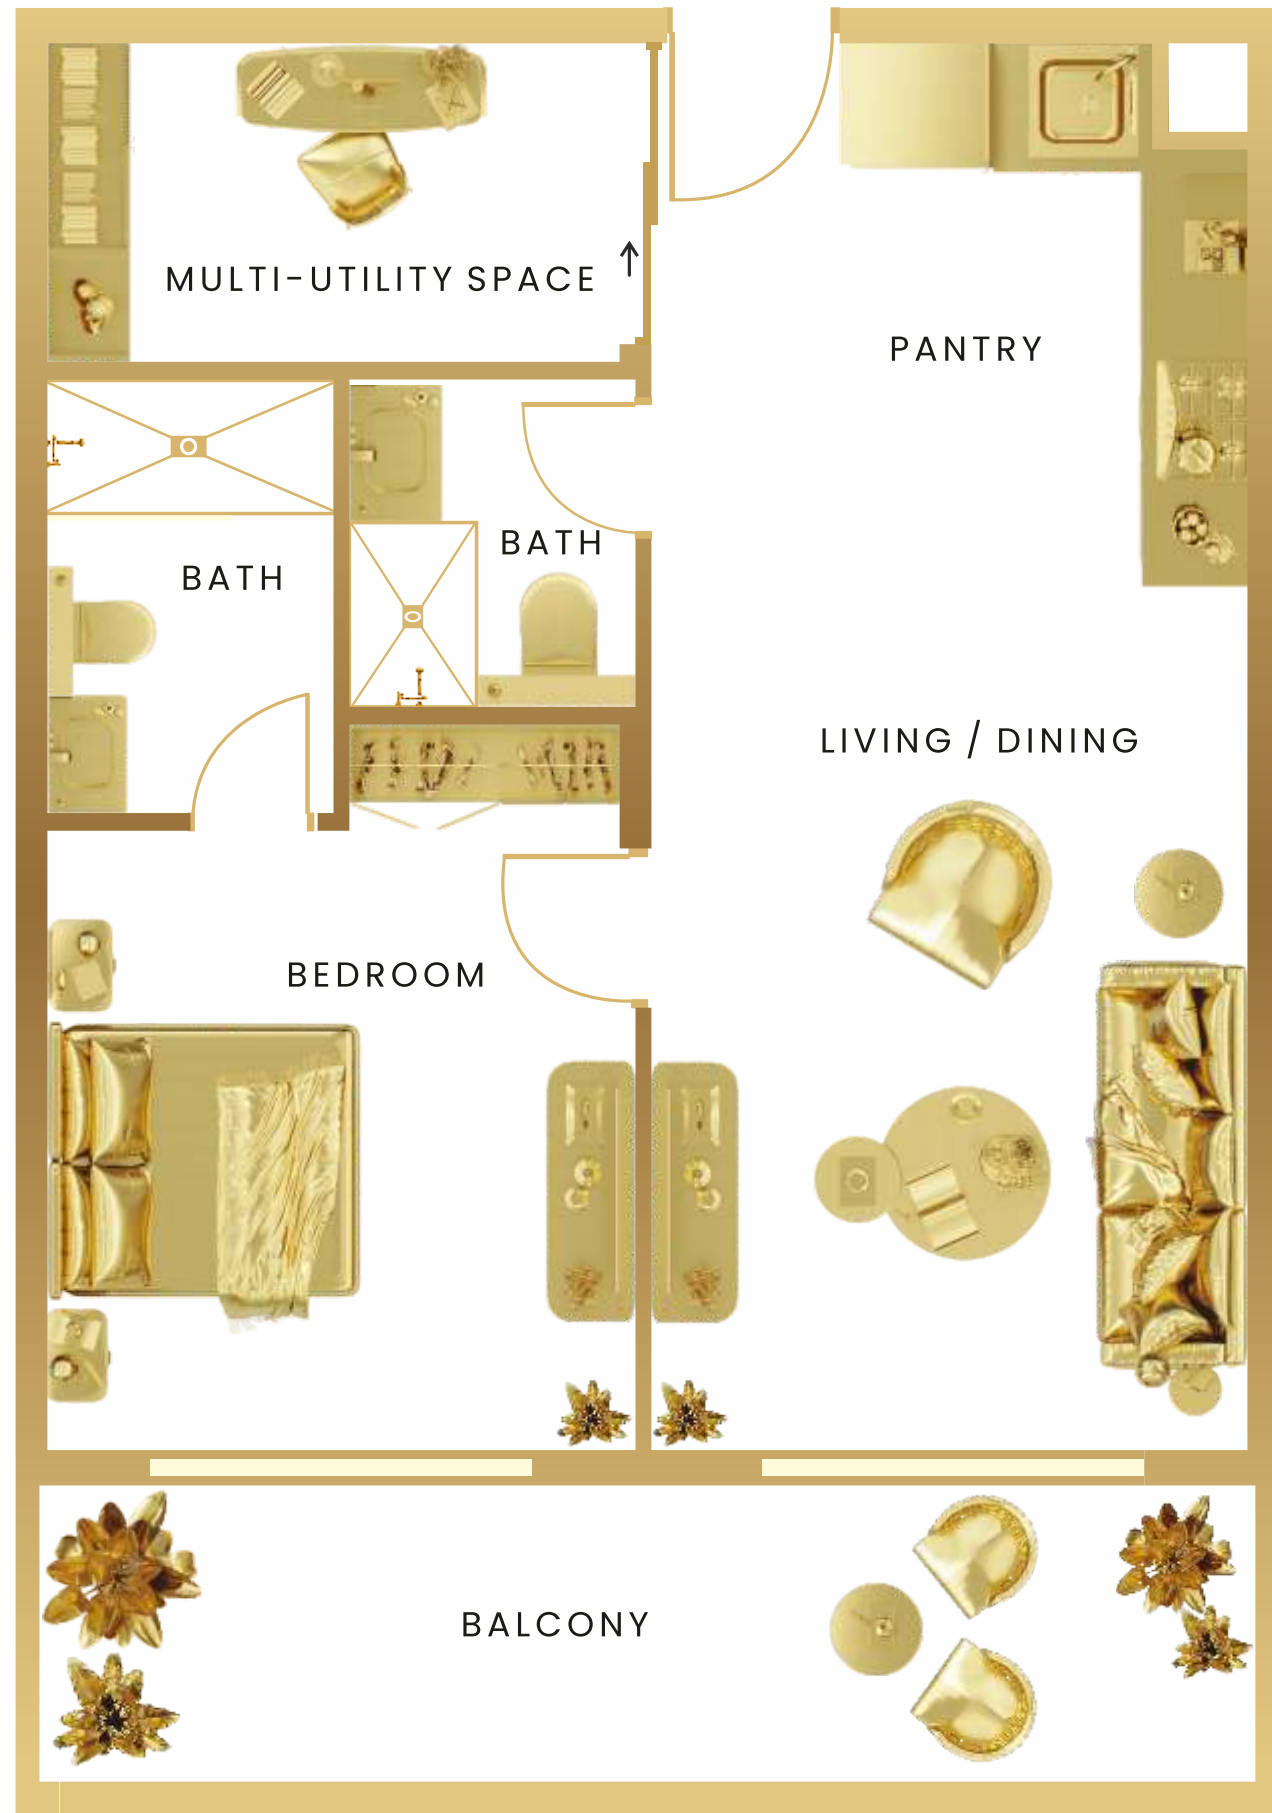 MULTI-UTILITY SPACE
PANTRY
BATH
BATH
LIVING / DINING
BEDROOM
BALCONY